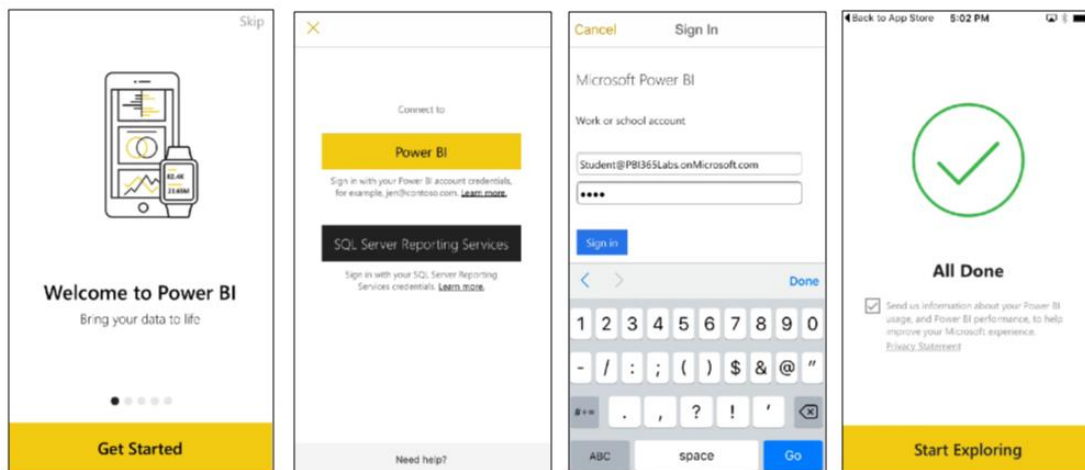 Skip
82.4K
23.69M
Welcome to Power BI
Bring your data to life
Get Started
Connect to
Power BI
Sign in with your Power BI account credentials,
for example, jen@contoso.com. Learn more.
SQL Server Reporting Services
Sign in with your SQL Server Reporting
Services credentials. Learn more.
Need help?
Cancel
Sign In
Microsoft Power BI
Work or school account
Student@PBI365Labs.onMicrosoft.com
••••
Sign in
Done
1 2 3 4 5 6 7 8 9 0
- / : ; ( ) $ & @ "
#+= . , ? ! '
ABC space Go
Back to App Store 5:02 PM
All Done
Send us information about your Power BI
usage, and Power BI performance, to help
improve your Microsoft experience.
Privacy Statement
Start Exploring